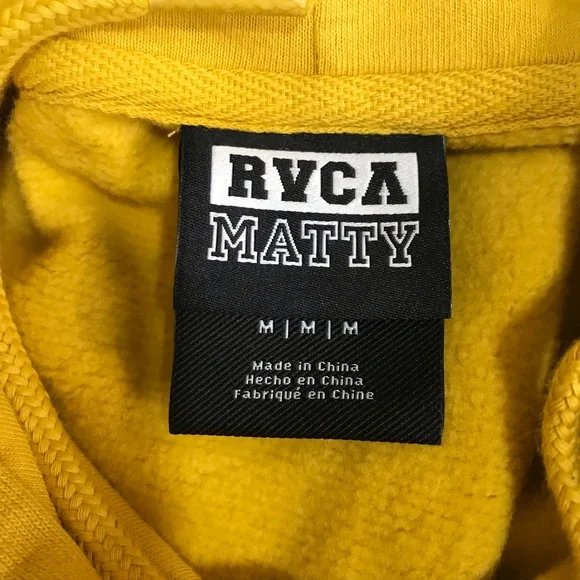 RVCA
MATTY
M | M | M
Made in China
Hecho en China
Fabriqué en Chine